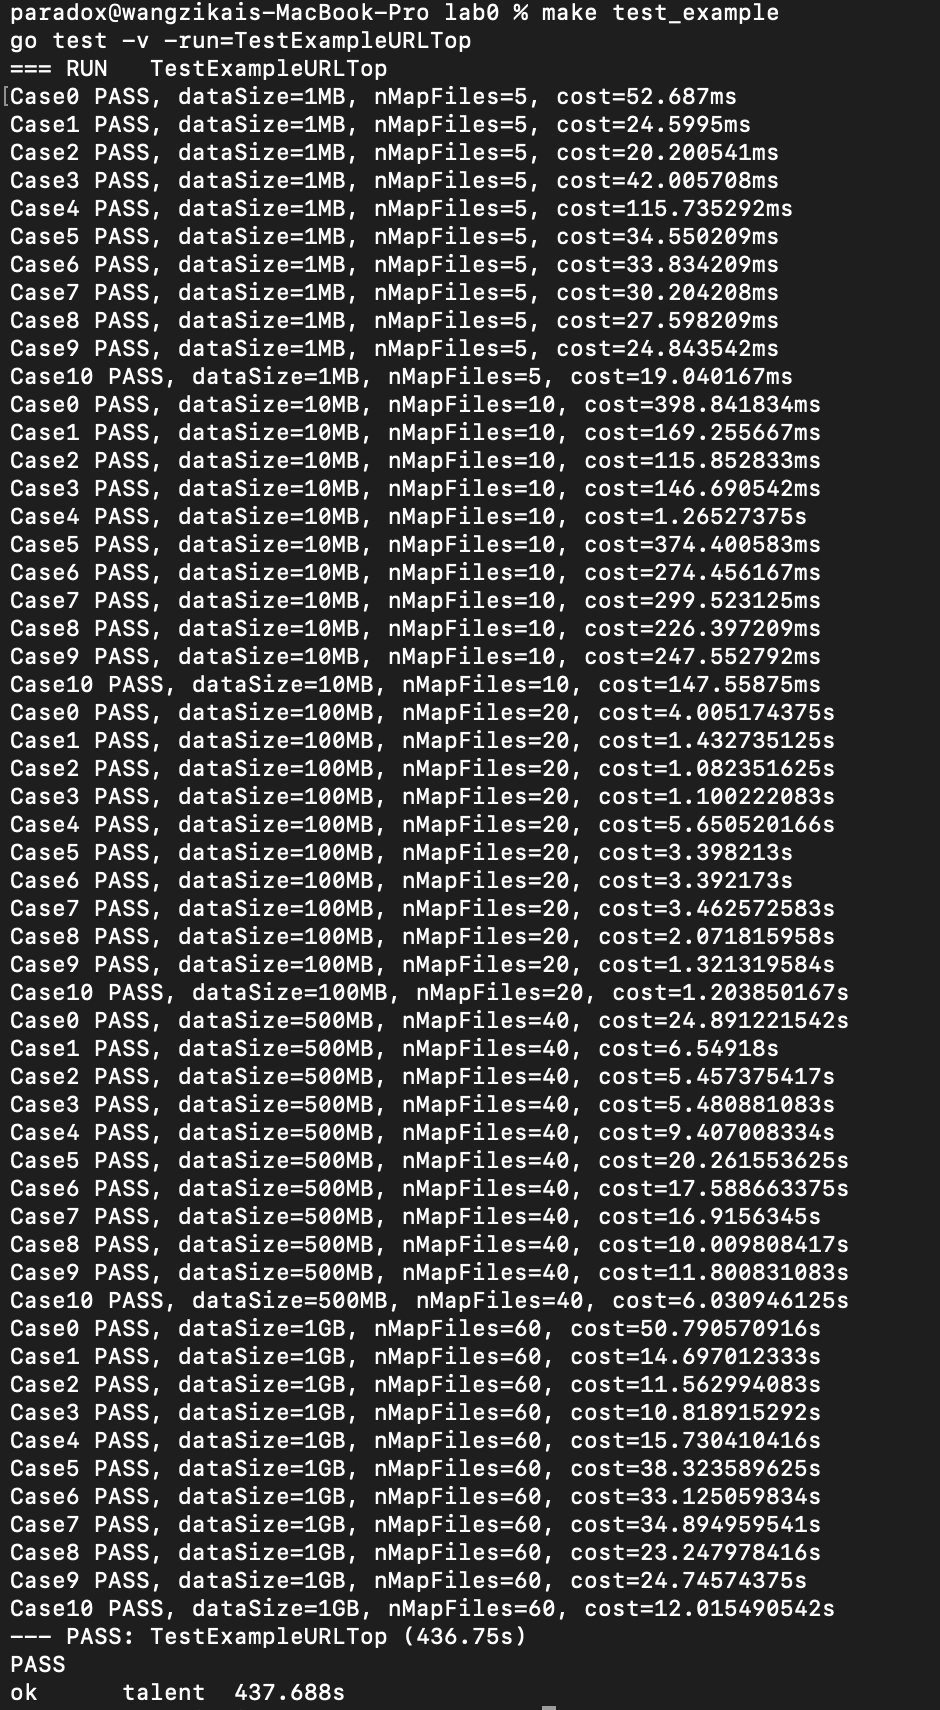 paradox@wangzikais-MacBook-Pro lab0 % make test_example
go test -v -run=TestExampleURLTop
=== RUN   TestExampleURLTop
[Case0 PASS, dataSize=1MB, nMapFiles=5, cost=52.687ms
Case1 PASS, dataSize=1MB, nMapFiles=5, cost=24.5995ms
Case2 PASS, dataSize=1MB, nMapFiles=5, cost=20.200541ms
Case3 PASS, dataSize=1MB, nMapFiles=5, cost=42.005708ms
Case4 PASS, dataSize=1MB, nMapFiles=5, cost=115.735292ms
Case5 PASS, dataSize=1MB, nMapFiles=5, cost=34.550209ms
Case6 PASS, dataSize=1MB, nMapFiles=5, cost=33.834209ms
Case7 PASS, dataSize=1MB, nMapFiles=5, cost=30.204208ms
Case8 PASS, dataSize=1MB, nMapFiles=5, cost=27.598209ms
Case9 PASS, dataSize=1MB, nMapFiles=5, cost=24.843542ms
Case10 PASS, dataSize=1MB, nMapFiles=5, cost=19.040167ms
Case0 PASS, dataSize=10MB, nMapFiles=10, cost=398.841834ms
Case1 PASS, dataSize=10MB, nMapFiles=10, cost=169.255667ms
Case2 PASS, dataSize=10MB, nMapFiles=10, cost=115.852833ms
Case3 PASS, dataSize=10MB, nMapFiles=10, cost=146.690542ms
Case4 PASS, dataSize=10MB, nMapFiles=10, cost=1.26527375s
Case5 PASS, dataSize=10MB, nMapFiles=10, cost=374.400583ms
Case6 PASS, dataSize=10MB, nMapFiles=10, cost=274.456167ms
Case7 PASS, dataSize=10MB, nMapFiles=10, cost=299.523125ms
Case8 PASS, dataSize=10MB, nMapFiles=10, cost=226.397209ms
Case9 PASS, dataSize=10MB, nMapFiles=10, cost=247.552792ms
Case10 PASS, dataSize=10MB, nMapFiles=10, cost=147.55875ms
Case0 PASS, dataSize=100MB, nMapFiles=20, cost=4.005174375s
Case1 PASS, dataSize=100MB, nMapFiles=20, cost=1.432735125s
Case2 PASS, dataSize=100MB, nMapFiles=20, cost=1.082351625s
Case3 PASS, dataSize=100MB, nMapFiles=20, cost=1.100222083s
Case4 PASS, dataSize=100MB, nMapFiles=20, cost=5.650520166s
Case5 PASS, dataSize=100MB, nMapFiles=20, cost=3.398213s
Case6 PASS, dataSize=100MB, nMapFiles=20, cost=3.392173s
Case7 PASS, dataSize=100MB, nMapFiles=20, cost=3.462572583s
Case8 PASS, dataSize=100MB, nMapFiles=20, cost=2.071815958s
Case9 PASS, dataSize=100MB, nMapFiles=20, cost=1.321319584s
Case10 PASS, dataSize=100MB, nMapFiles=20, cost=1.203850167s
Case0 PASS, dataSize=500MB, nMapFiles=40, cost=24.891221542s
Case1 PASS, dataSize=500MB, nMapFiles=40, cost=6.54918s
Case2 PASS, dataSize=500MB, nMapFiles=40, cost=5.457375417s
Case3 PASS, dataSize=500MB, nMapFiles=40, cost=5.480881083s
Case4 PASS, dataSize=500MB, nMapFiles=40, cost=9.407008334s
Case5 PASS, dataSize=500MB, nMapFiles=40, cost=20.261553625s
Case6 PASS, dataSize=500MB, nMapFiles=40, cost=17.588663375s
Case7 PASS, dataSize=500MB, nMapFiles=40, cost=16.9156345s
Case8 PASS, dataSize=500MB, nMapFiles=40, cost=10.009808417s
Case9 PASS, dataSize=500MB, nMapFiles=40, cost=11.800831083s
Case10 PASS, dataSize=500MB, nMapFiles=40, cost=6.030946125s
Case0 PASS, dataSize=1GB, nMapFiles=60, cost=50.790570916s
Case1 PASS, dataSize=1GB, nMapFiles=60, cost=14.697012333s
Case2 PASS, dataSize=1GB, nMapFiles=60, cost=11.562994083s
Case3 PASS, dataSize=1GB, nMapFiles=60, cost=10.818915292s
Case4 PASS, dataSize=1GB, nMapFiles=60, cost=15.730410416s
Case5 PASS, dataSize=1GB, nMapFiles=60, cost=38.323589625s
Case6 PASS, dataSize=1GB, nMapFiles=60, cost=33.125059834s
Case7 PASS, dataSize=1GB, nMapFiles=60, cost=34.894959541s
Case8 PASS, dataSize=1GB, nMapFiles=60, cost=23.247978416s
Case9 PASS, dataSize=1GB, nMapFiles=60, cost=24.74574375s
Case10 PASS, dataSize=1GB, nMapFiles=60, cost=12.015490542s
--- PASS: TestExampleURLTop (436.75s)
PASS
ok      talent  437.688s